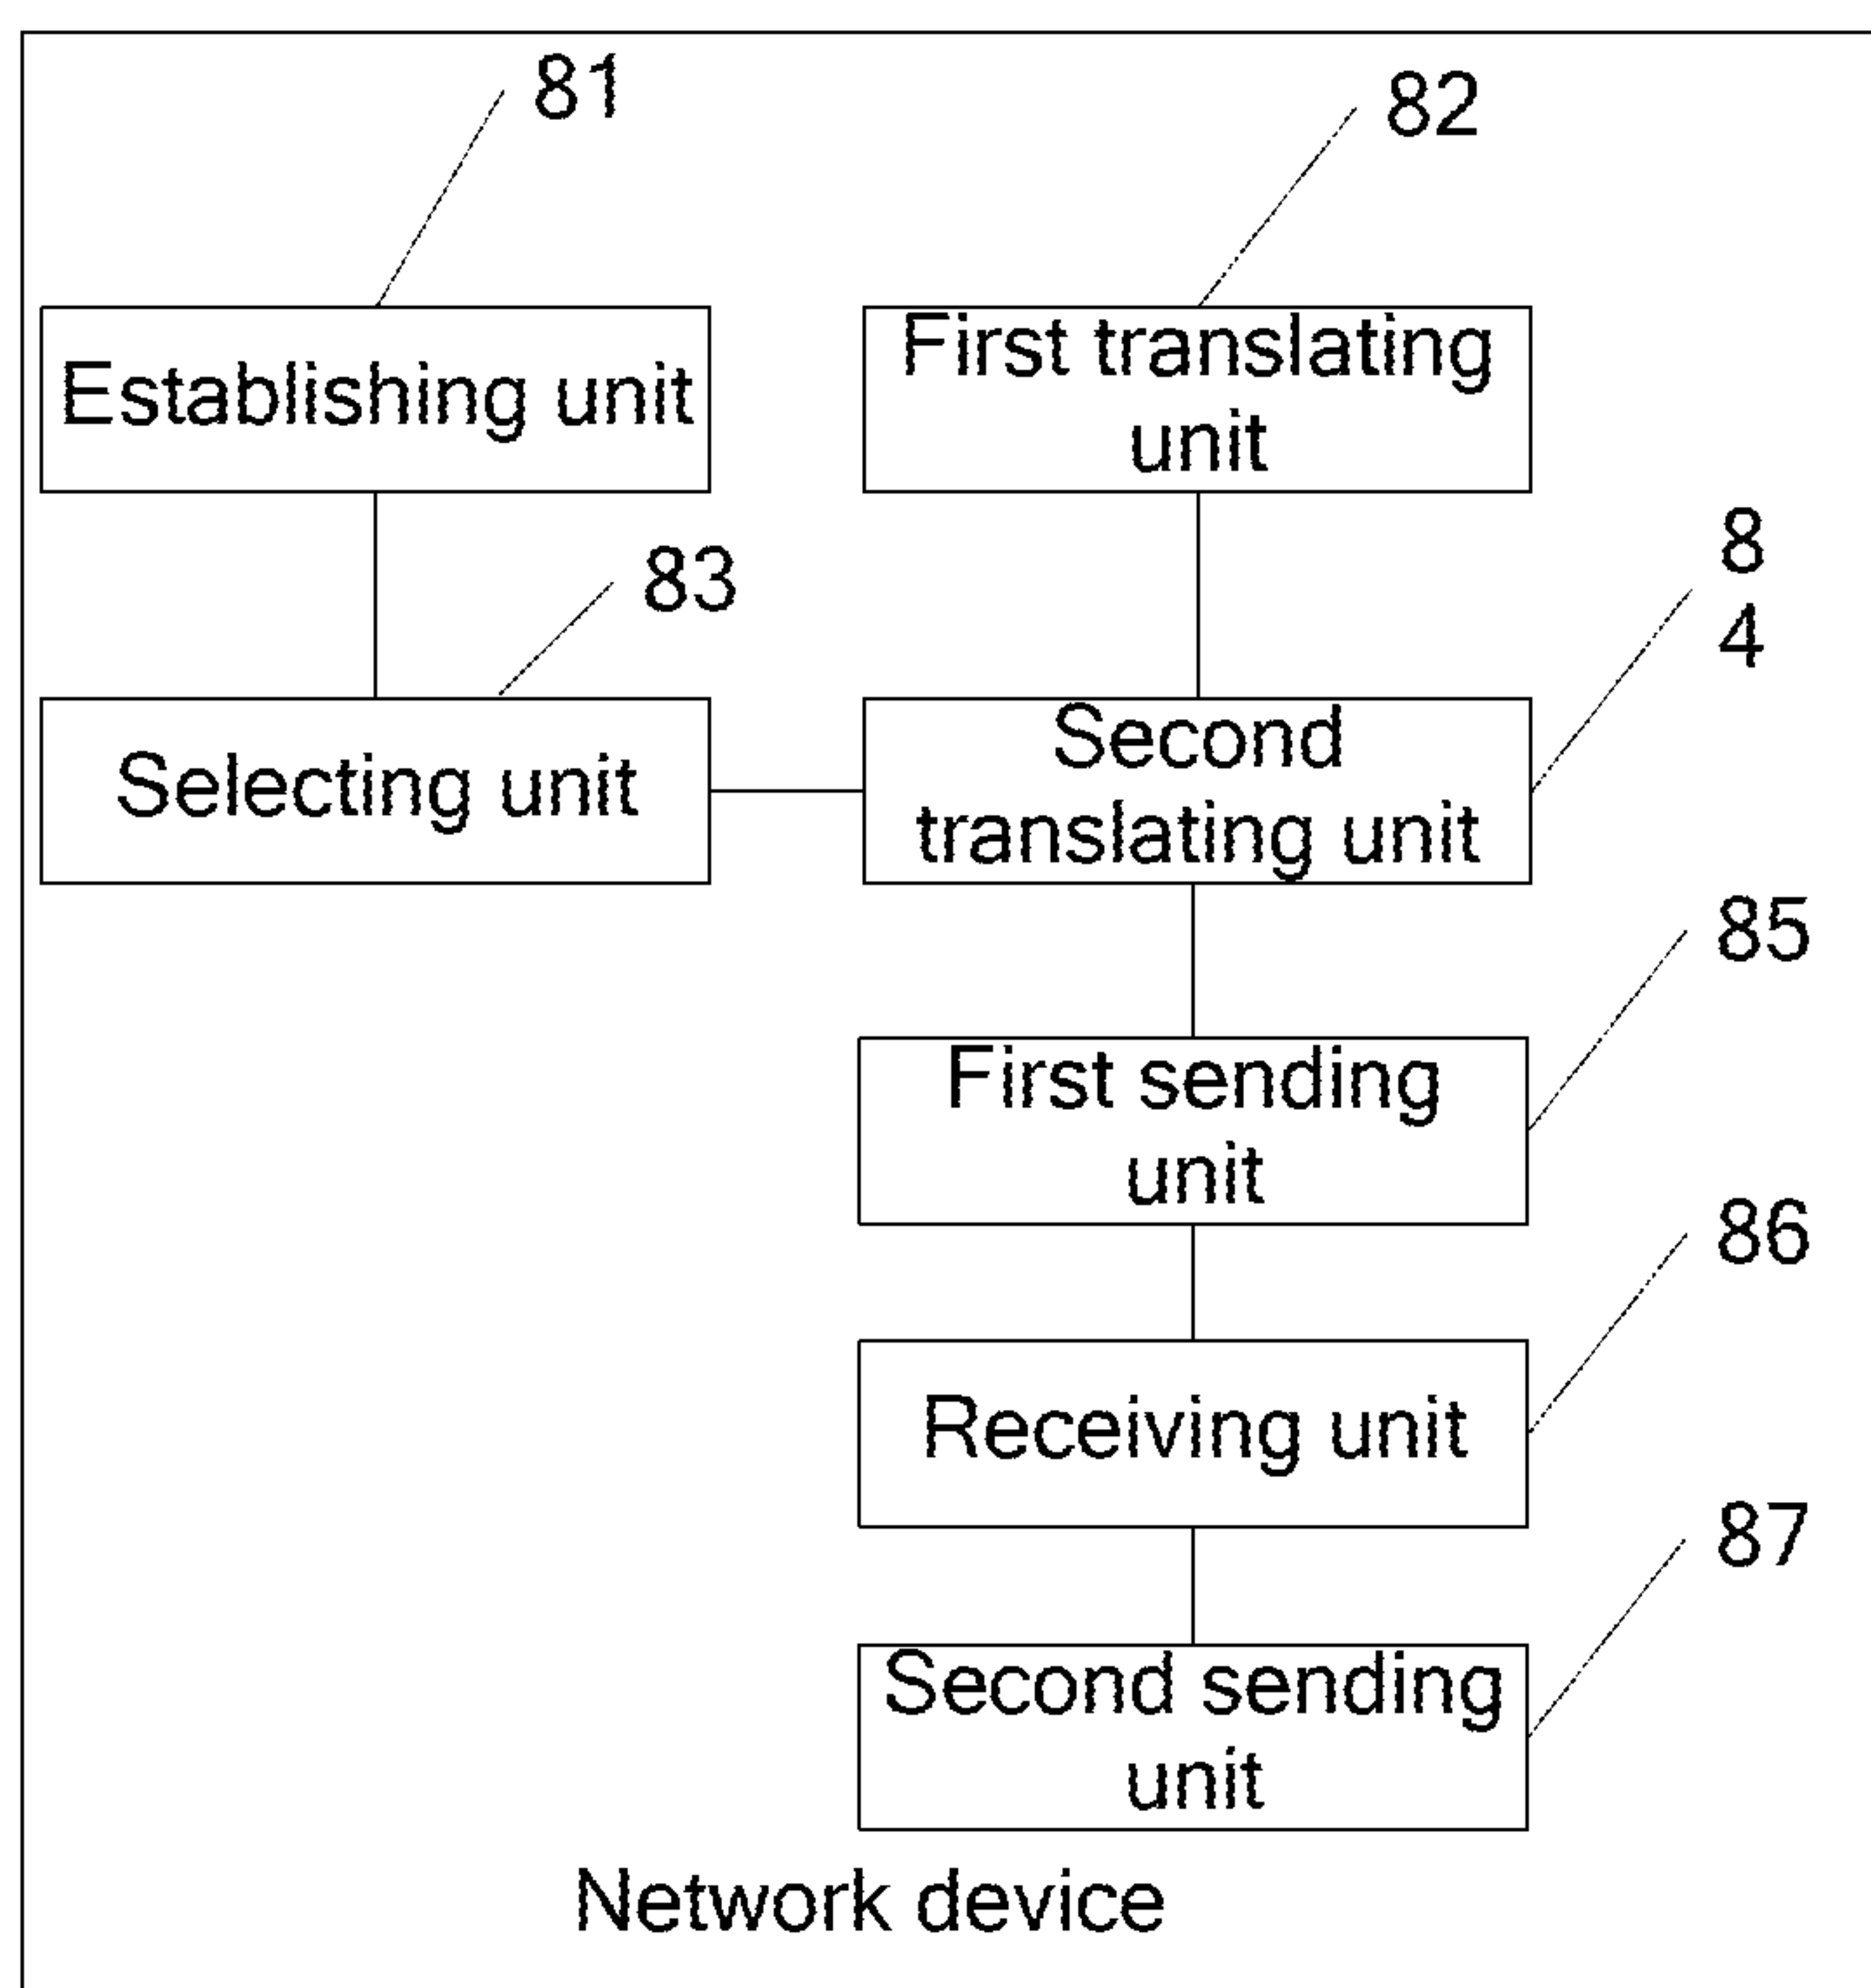 81
82
Establishing unit
First translating
unit
83
8
4
Selecting unit
Second
translating unit
85
First sending
unit
86
Receiving unit
87
Second sending
unit
Network device